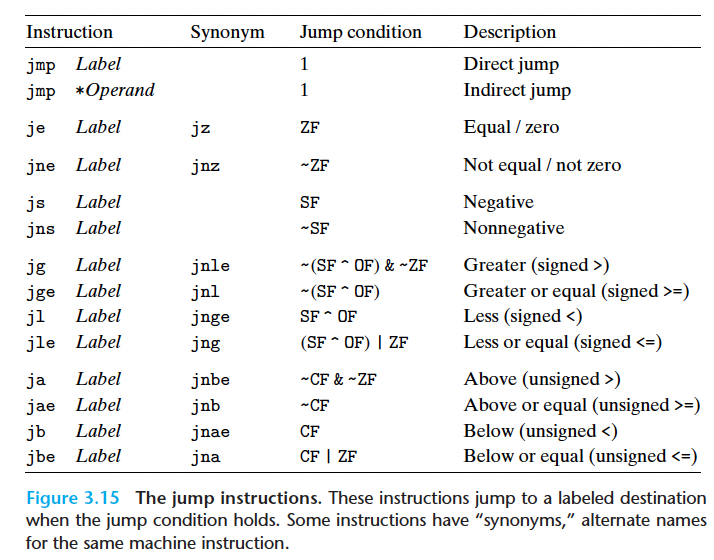 Instruction Synonym Jump condition Description
jmp Label 1 Direct jump
jmp *Operand 1 Indirect jump
je Label jz ZF Equal / zero
jne Label jnz ~ZF Not equal / not zero
js Label SF Negative
jns Label ~SF Nonnegative
jg Label jnle ~(SF ^ OF) & ~ZF Greater (signed >)
jge Label jnl ~(SF ^ OF) Greater or equal (signed >=)
jl Label jnge SF ^ OF Less (signed <)
jle Label jng (SF ^ OF) | ZF Less or equal (signed <=)
ja Label jnbe ~CF & ~ZF Above (unsigned >)
jae Label jnb ~CF Above or equal (unsigned >=)
jb Label jnae CF Below (unsigned <)
jbe Label jna CF | ZF Below or equal (unsigned <=)
Figure 3.15 The jump instructions. These instructions jump to a labeled destination
when the jump condition holds. Some instructions have “synonyms,” alternate names
for the same machine instruction.